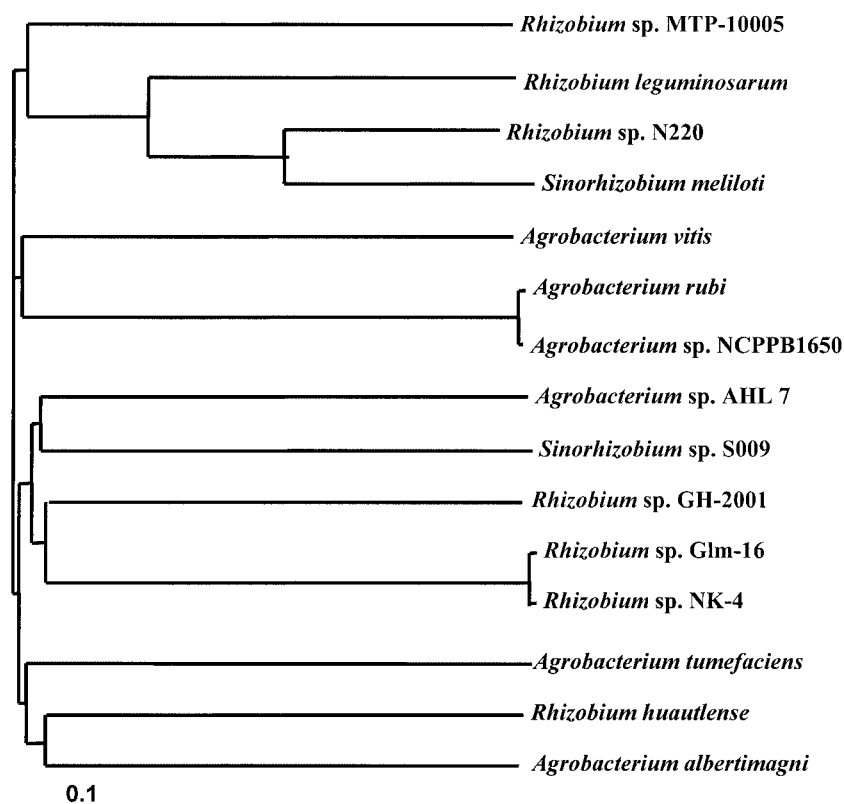 Rhizobium sp. MTP-10005
Rhizobium leguminosarum
Rhizobium sp. N220
Sinorhizobium meliloti
Agrobacterium vitis
Agrobacterium rubi
Agrobacterium sp. NCPPB1650
Agrobacterium sp. AHL 7
Sinorhizobium sp. S009
Rhizobium sp. GH-2001
Rhizobium sp. Glm-16
Rhizobium sp. NK-4
Agrobacterium tumefaciens
Rhizobium huautlense
Agrobacterium albertimagni
0.1